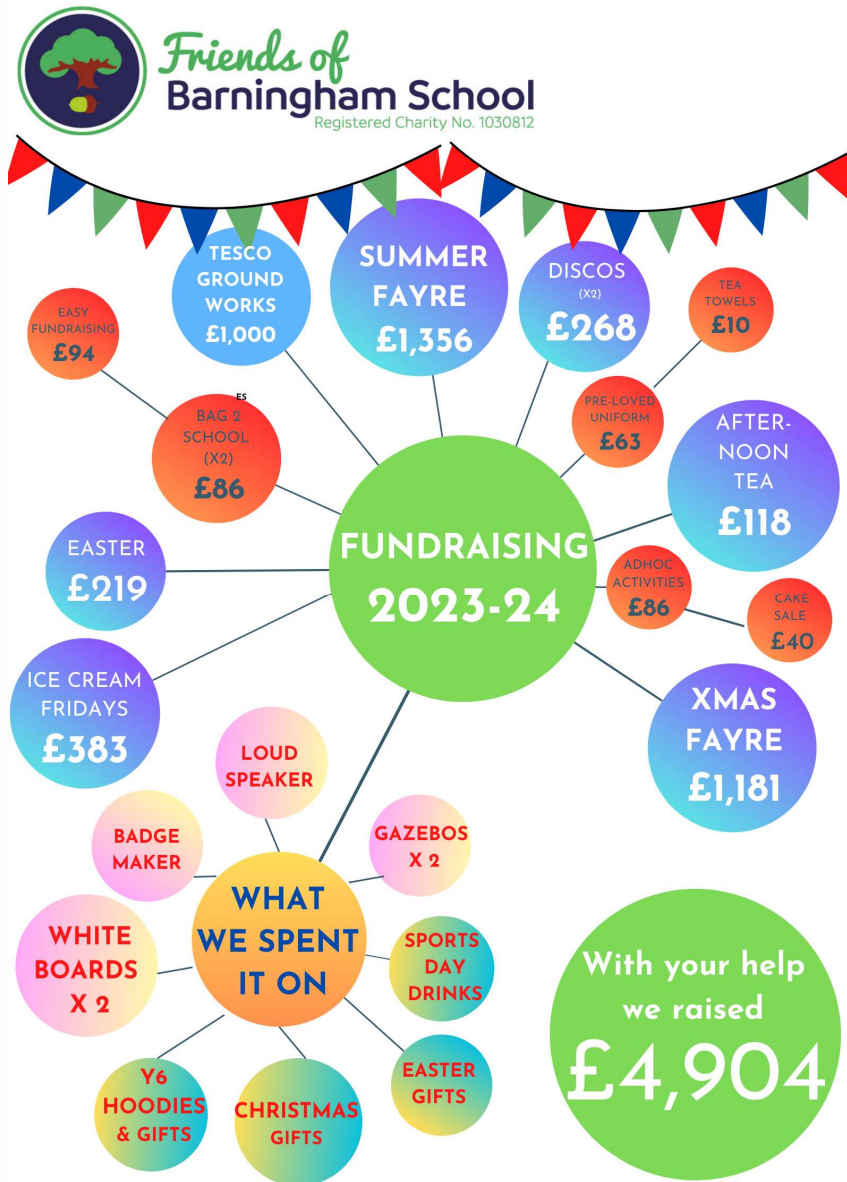 Friends of
Barningham School
Registered Charity No. 1030812
TESCO
GROUND
WORKS
£1,000
SUMMER
FAYRE
£1,356
DISCOS
(X2)
£268
TEA
TOWELS
£10
EASY
FUNDRAISING
£94
ES
BAG 2
SCHOOL
(X2)
£86
PRE-LOVED
UNIFORM
£63
AFTER-
NOON
TEA
£118
EASTER
£219
FUNDRAISING
2023-24
ADHOC
ACTIVITIES
£86
CAKE
SALE
£40
ICE CREAM
FRIDAYS
£383
XMAS
FAYRE
£1,181
LOUD
SPEAKER
BADGE
MAKER
GAZEBOS
X 2
WHITE
BOARDS
X 2
WHAT
WE SPENT
IT ON
SPORTS
DAY
DRINKS
Y6
HOODIES
& GIFTS
CHRISTMAS
GIFTS
EASTER
GIFTS
With your help
we raised
£4,904